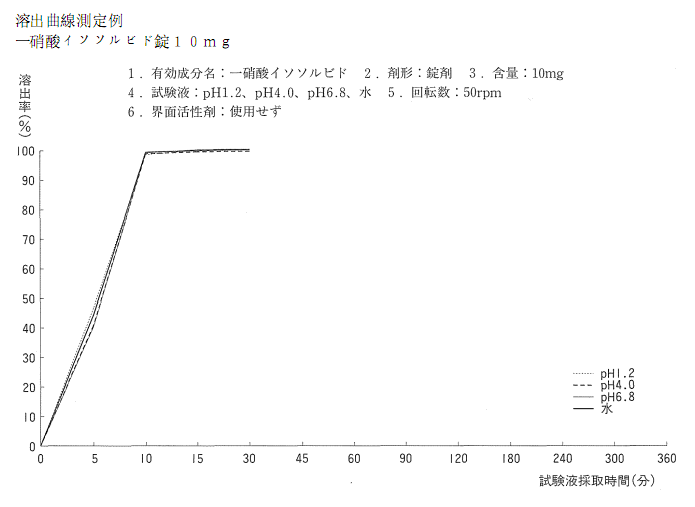 溶出曲線測定例
一硝酸イソソルビド錠１０ｍｇ
１．有効成分名：一硝酸イソソルビド　２．剤形：錠剤　３．含量：10mg
４．試験液：pH1.2、pH4.0、pH6.8、水　５．回転数：50rpm
６．界面活性剤：使用せず
溶出率(%)
100
90
80
70
60
50
40
30
20
10
0
pH1.2
pH4.0
pH6.8
水
0 5 10 15 30 45 60 90 120 180 240 300 360
試験液採取時間(分)